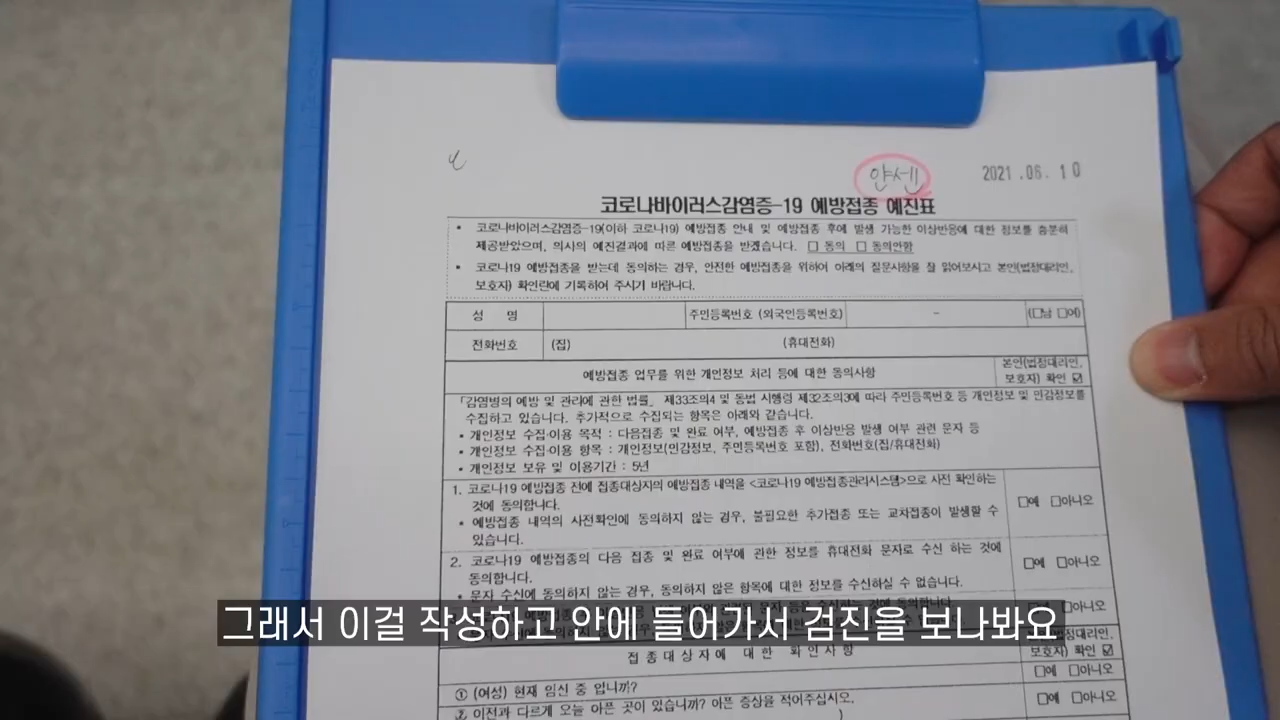 얀센
2021.06.10
코로나바이러스감염증-19 예방접종 예진표
• 코로나바이러스감염증-19(이하 코로나19) 예방접종 안내 및 예방접종 후에 발생 가능한 이상반응에 대한 정보를 충분히
제공받았으며, 의사의 예진결과에 따른 예방접종을 받겠습니다. □ 동의 □ 동의안함
• 코로나19 예방접종을 받는데 동의하는 경우, 안전한 예방접종을 위하여 아래의 질문사항을 잘 읽어보시고 본인(법정대리인,
보호자) 확인란에 기록하여 주시기 바랍니다.
성 명 주민등록번호 (외국인등록번호) - (□남 □여)
전화번호 (집) (휴대전화)
예방접종 업무를 위한 개인정보 처리 등에 대한 동의사항
본인(법정대리인,
보호자) 확인 ☑
「감염병의 예방 및 관리에 관한 법률」 제33조의4 및 동법 시행령 제32조의3에 따라 주민등록번호 등 개인정보 및 민감정보를
수집하고 있습니다. 추가적으로 수집되는 항목은 아래와 같습니다.
• 개인정보 수집·이용 목적 : 다음접종 및 완료 여부, 예방접종 후 이상반응 발생 여부 관련 문자 등
• 개인정보 수집·이용 항목 : 개인정보(민감정보, 주민등록번호 포함), 전화번호(집/휴대전화)
• 개인정보 보유 및 이용기간 : 5년
1. 코로나19 예방접종 전에 접종대상자의 예방접종 내역을 <코로나19 예방접종관리시스템>으로 사전 확인하는
것에 동의합니다. □예 □아니오
• 예방접종 내역의 사전확인에 동의하지 않는 경우, 불필요한 추가접종 또는 교차접종이 발생할 수
있습니다.
2. 코로나19 예방접종의 다음 접종 및 완료 여부에 관한 정보를 휴대전화 문자로 수신 하는 것에
동의합니다. □예 □아니오
• 문자 수신에 동의하지 않는 경우, 동의하지 않은 항목에 대한 정보를 수신하실 수 없습니다.
□아니오
그래서 이걸 작성하고 안에 들어가서 검진을 보나봐요
접종대상자에 대한 확인사항
보호자) 확인 ☑
□예 □아니오
① (여성) 현재 임신 중 입니까?
② 이전과 다르게 오늘 아픈 곳이 있습니까? 아픈 증상을 적어주십시오. □예 □아니오